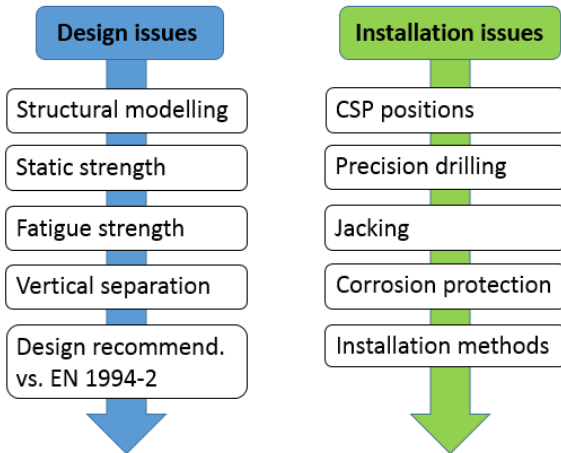 Design issues
Structural modelling
Static strength
Fatigue strength
Vertical separation
Design recommend.
vs. EN 1994-2
Installation issues
CSP positions
Precision drilling
Jacking
Corrosion protection
Installation methods